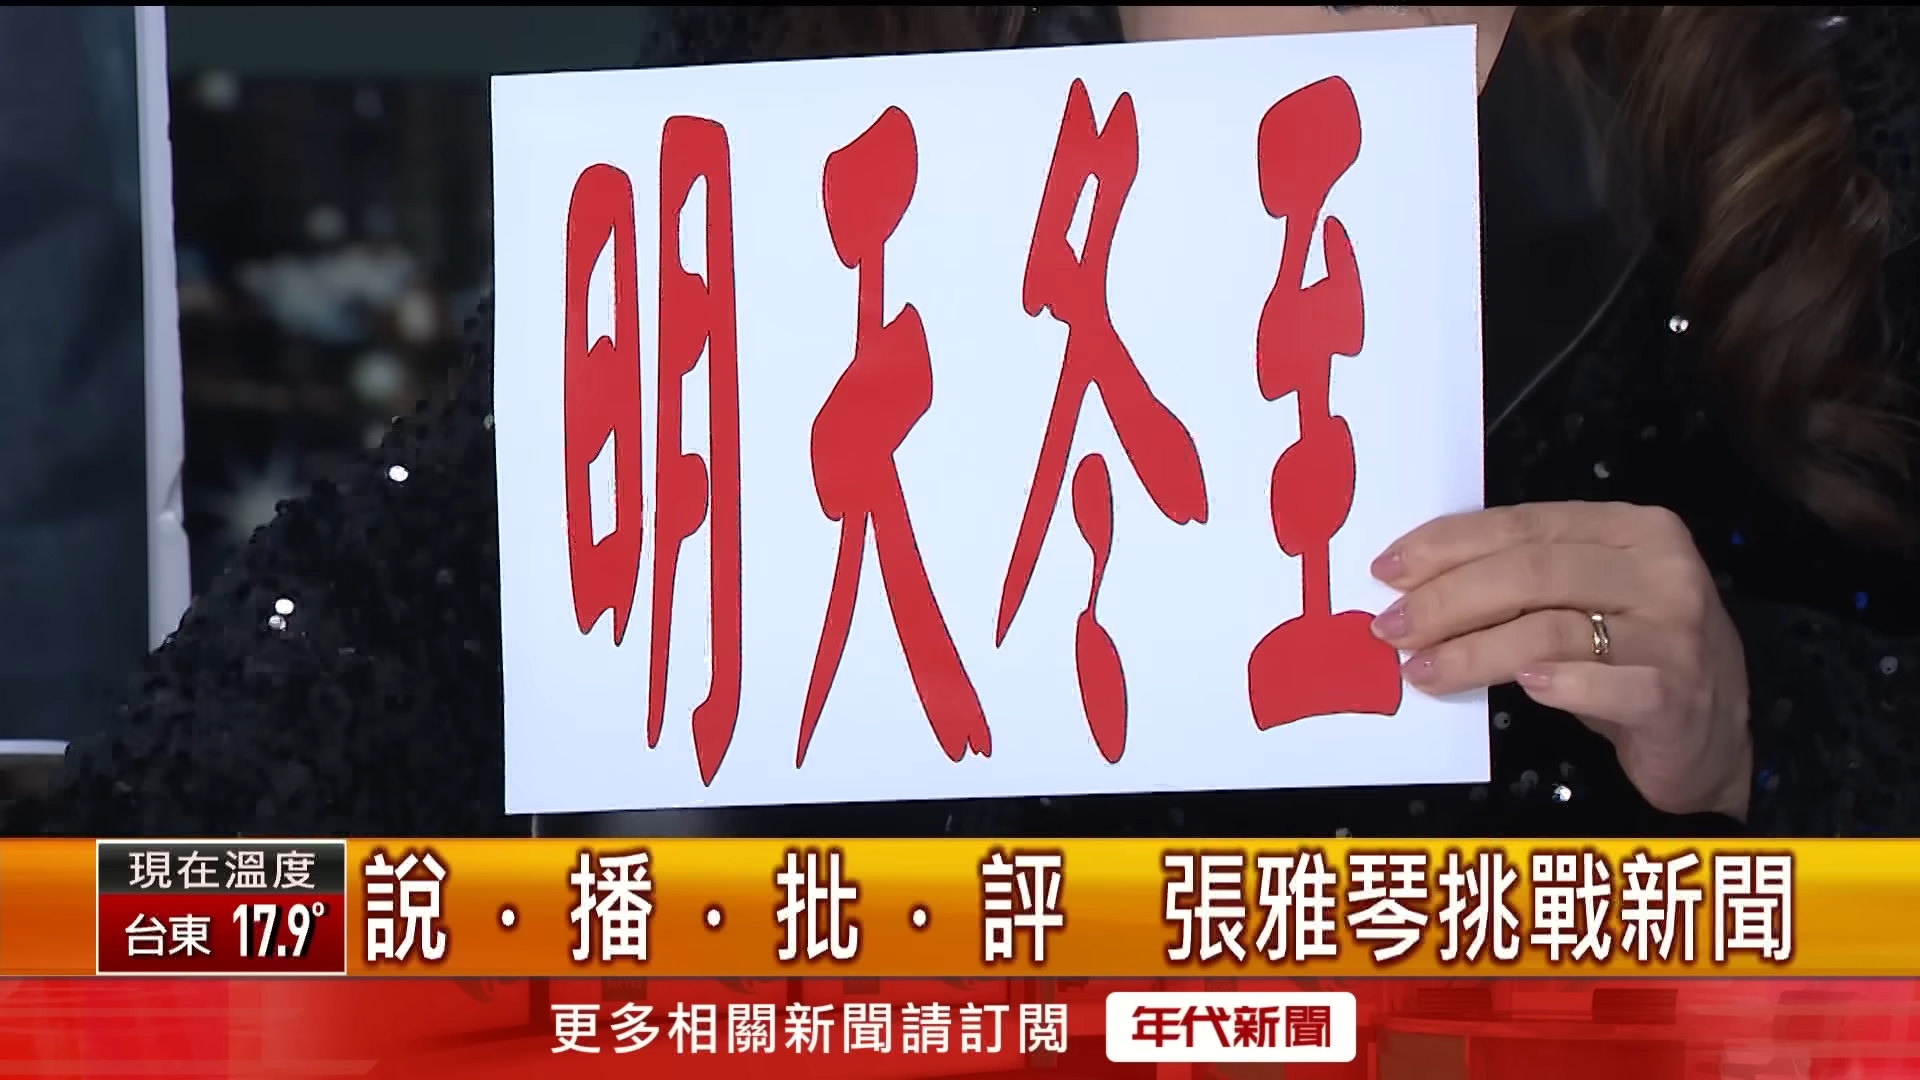 明天冬至
現在溫度
台東 17.9°
說・播・批・評 張雅琴挑戰新聞
更多相關新聞請訂閱 年代新聞